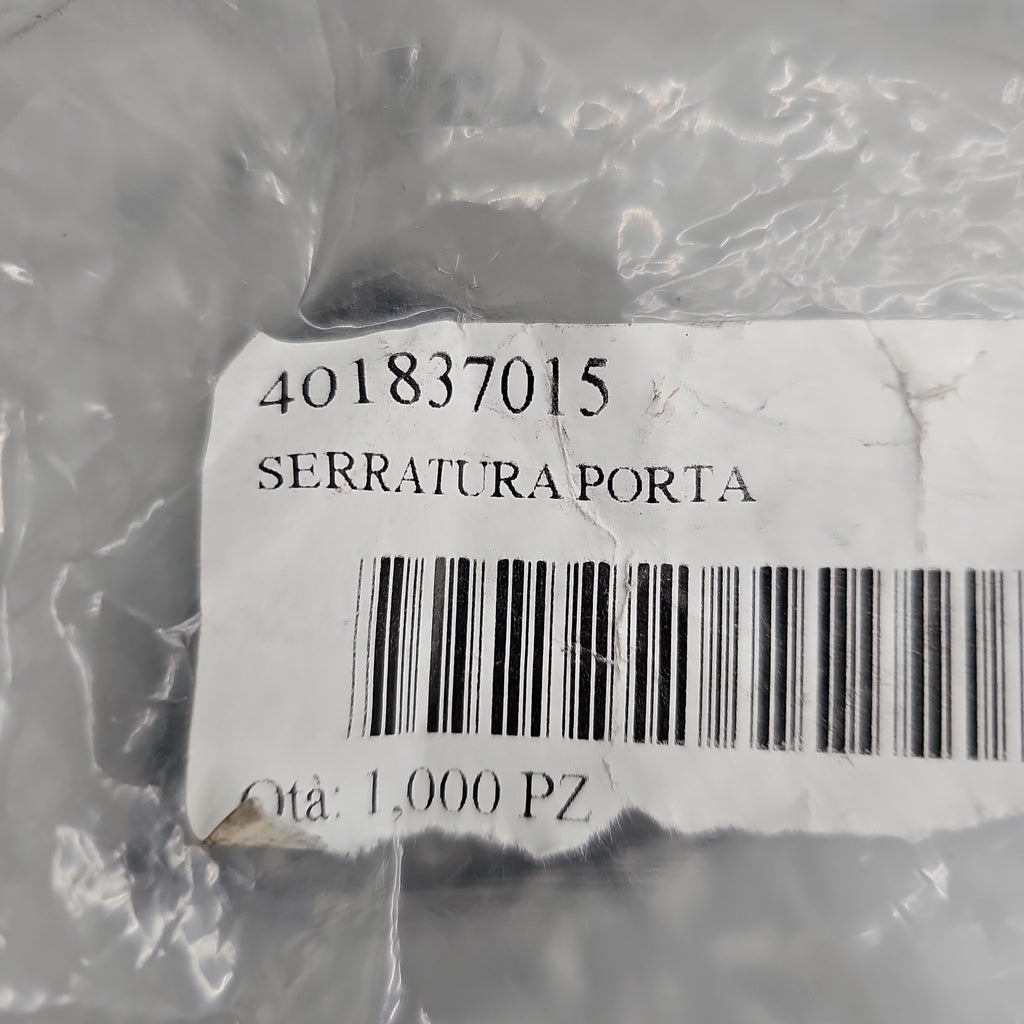 401837015
SERRATURA PORTA
Qtà: 1,000 PZ